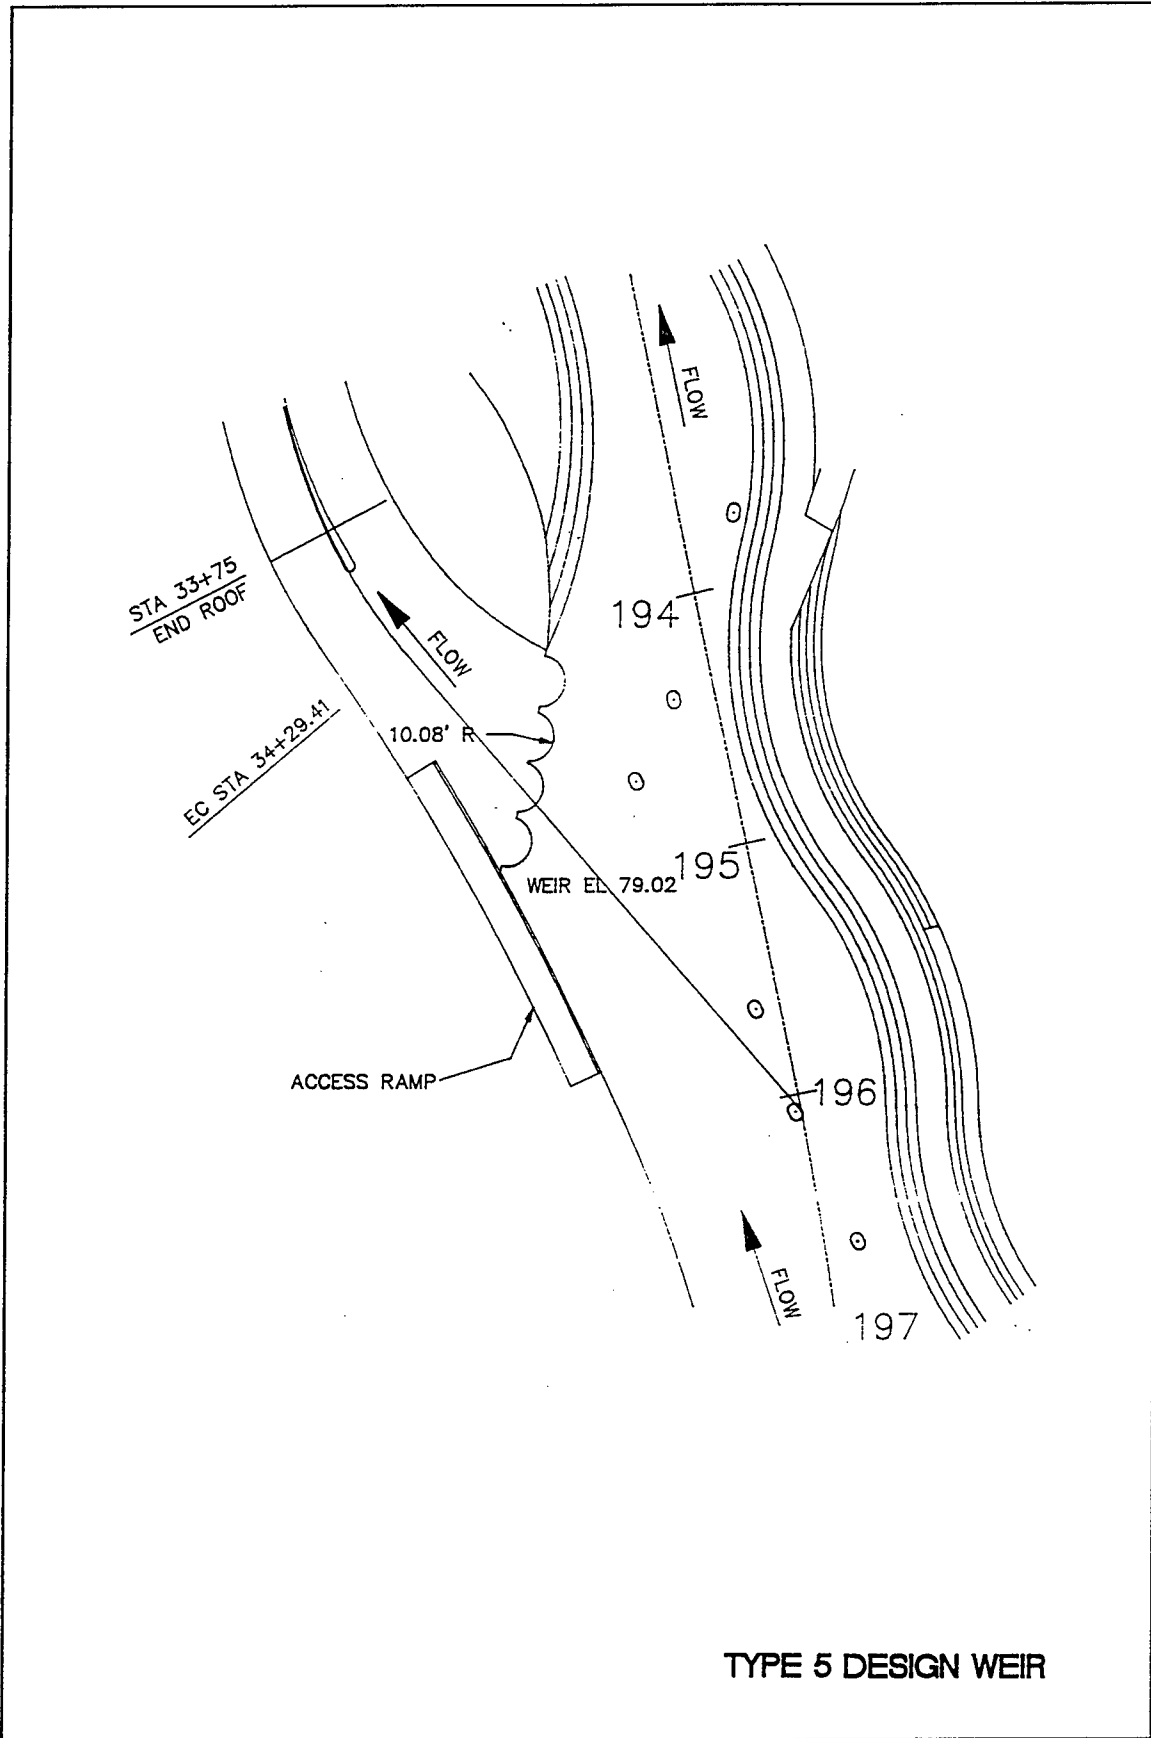 FLOW
STA 33+75
END ROOF
194
FLOW
EC STA 34+29.41
10.08' R
195
WEIR EL 79.02
ACCESS RAMP
196
FLOW
197
TYPE 5 DESIGN WEIR